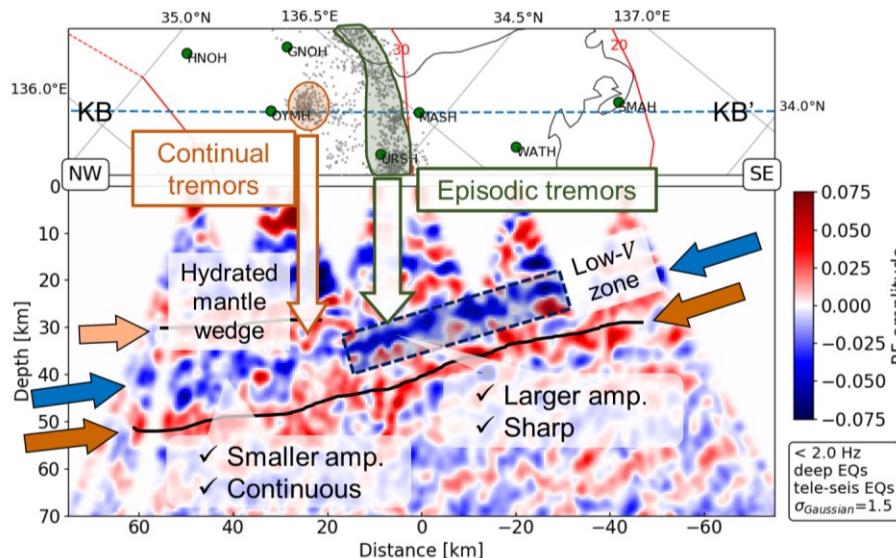 35.0°N 136.5°E 34.5°N 137.0°E
HNOH
GNOH
30
20
136.0°E
KB
OYMH
MASH
SMAH
KB'
34.0°N
URSH
WATH
NW
Continual
tremors
Episodic tremors
SE
0
10
20
30
40
50
60
70
Depth [km]
Hydrated
mantle
wedge
Low-V
zone
✓ Larger amp.
✓ Sharp
✓ Smaller amp.
✓ Continuous
60 40 20 0 −20 −40 −60
Distance [km]
0.075
0.050
0.025
0.000
−0.025
−0.050
−0.075
< 2.0 Hz
deep EQs
tele-seis EQs
σGaussian=1.5